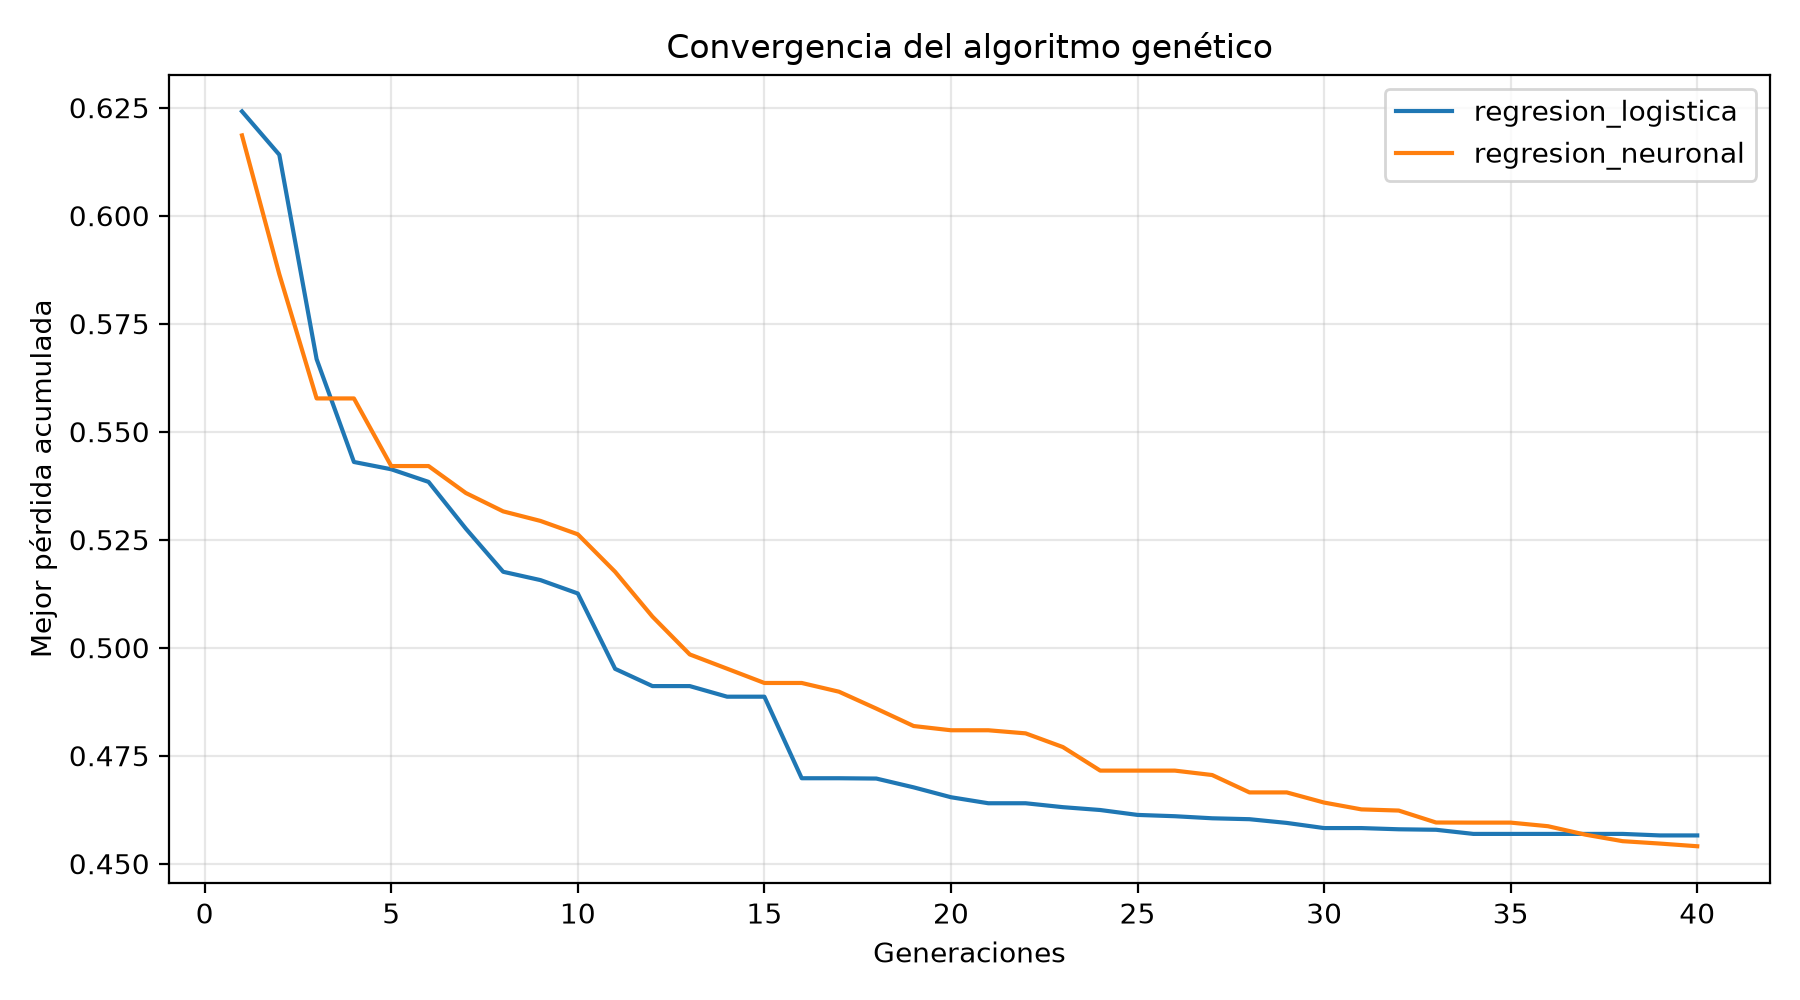 Convergencia del algoritmo genético
regresion_logistica
regresion_neuronal
Mejor pérdida acumulada
0.625
0.600
0.575
0.550
0.525
0.500
0.475
0.450
0 5 10 15 20 25 30 35 40
Generaciones